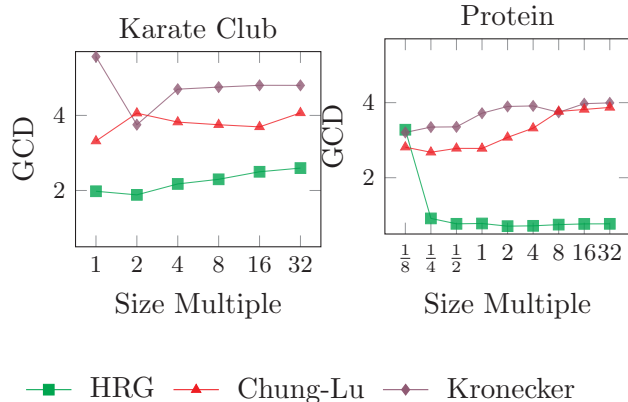 Karate Club
GCD
4
2
1 2 4 8 16 32
Size Multiple
Protein
GCD
4
2
1/8 1/4 1/2 1 2 4 8 16 32
Size Multiple
HRG Chung-Lu Kronecker